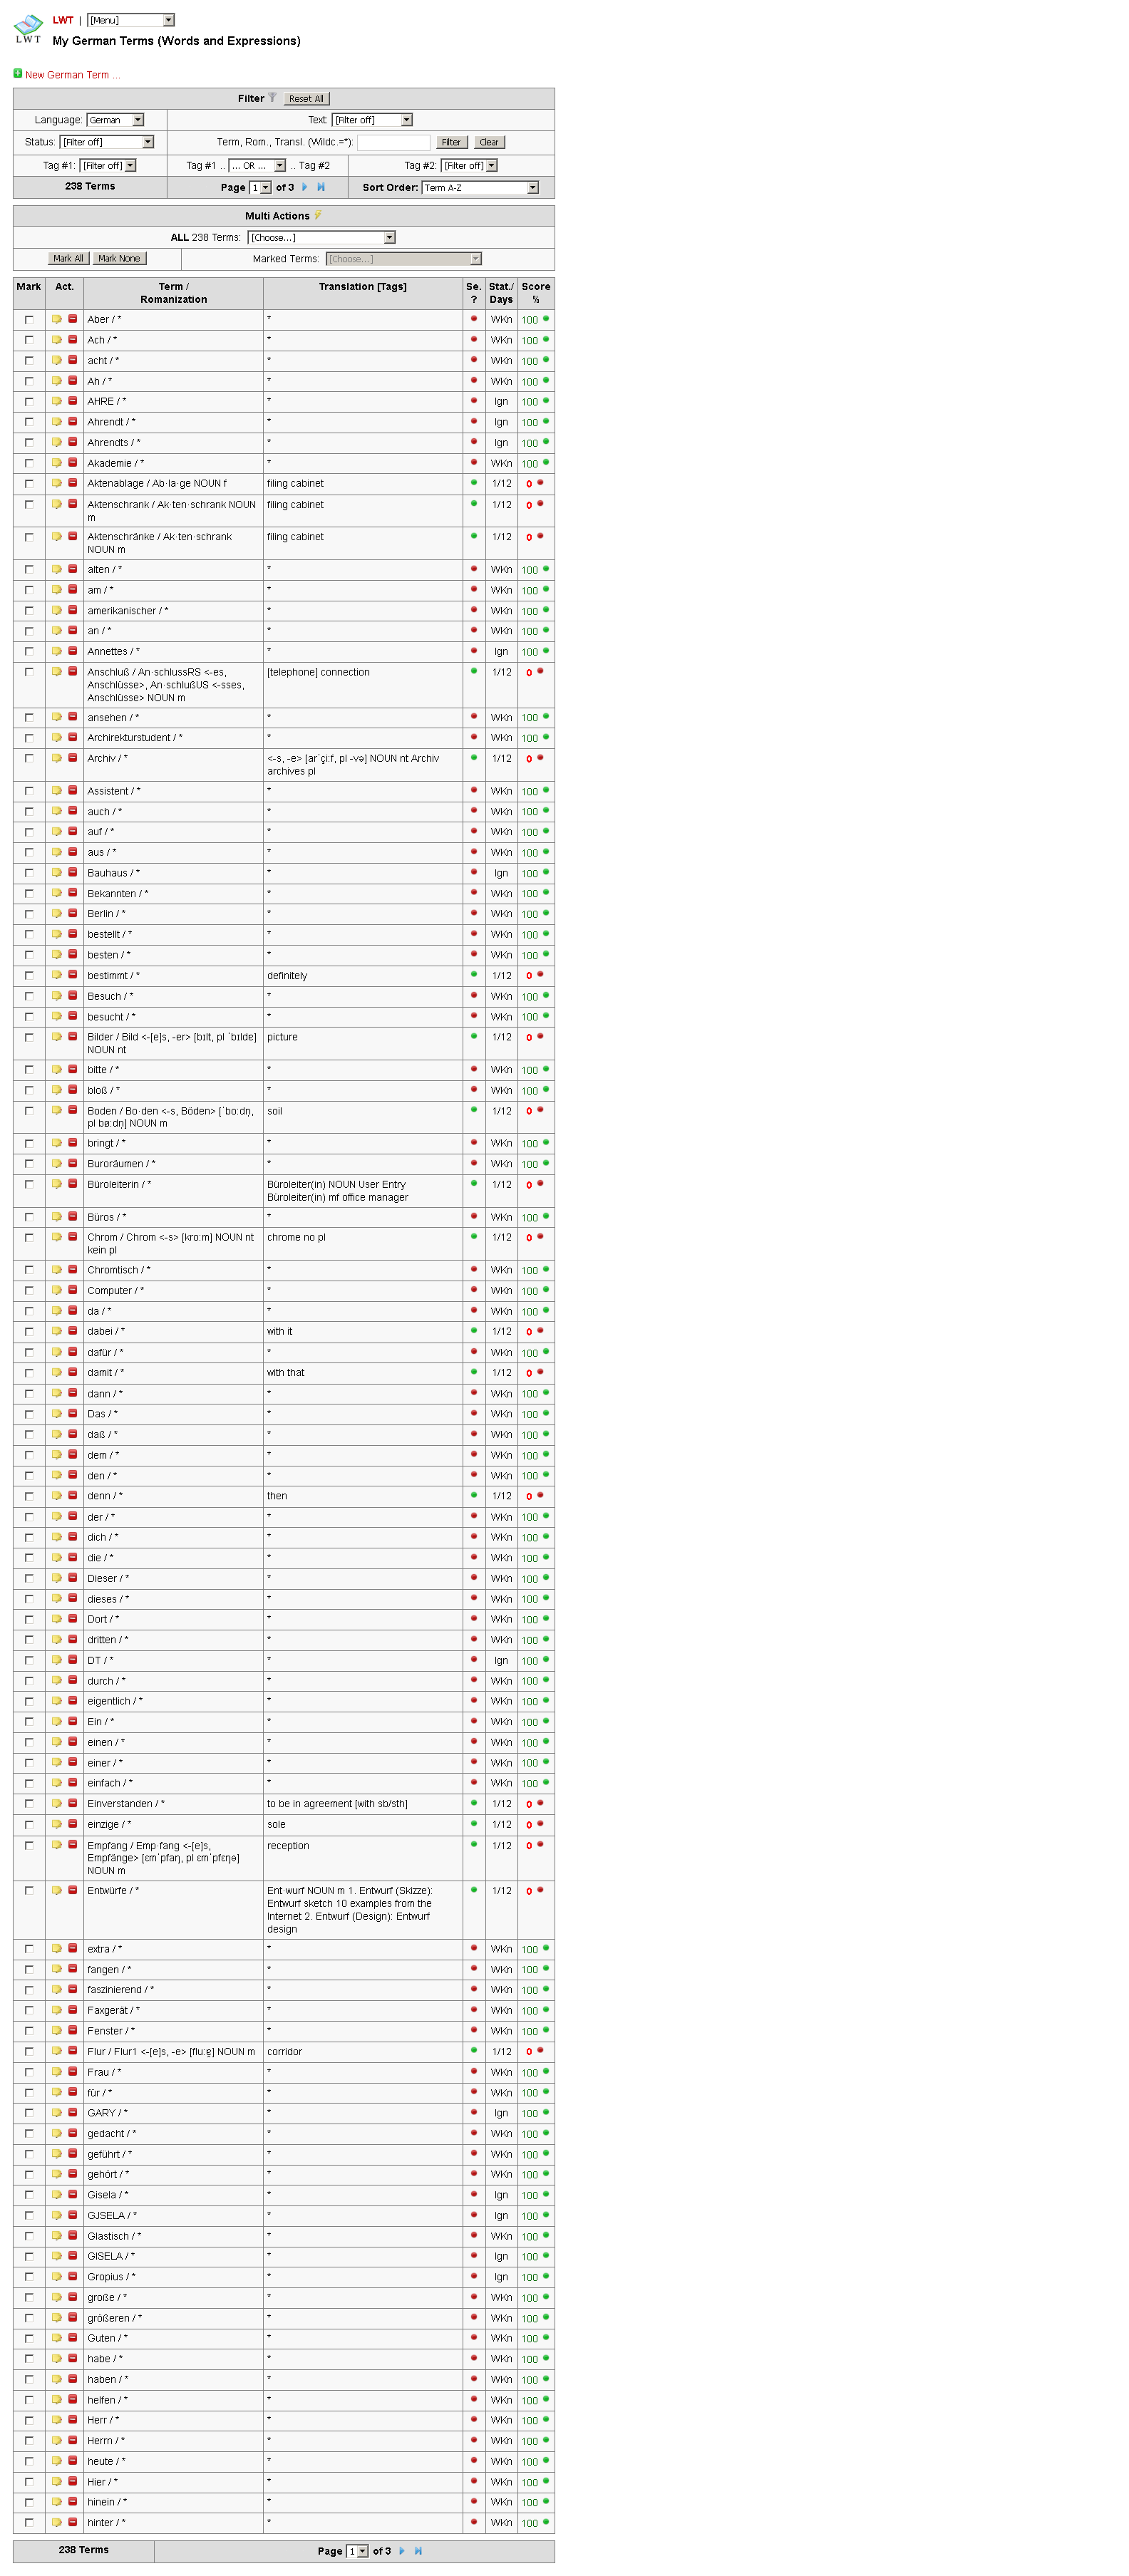 LWT | [Menu]
LWT
My German Terms (Words and Expressions)
New German Term ...
Filter Reset All
Language: German Text: [Filter off]
Status: [Filter off] Term, Rom., Transl. (Wildc.=*): Filter Clear
Tag #1: [Filter off] Tag #1 .. ... OR ... .. Tag #2 Tag #2: [Filter off]
238 Terms Page 1 of 3 Sort Order: Term A-Z
Multi Actions
ALL 238 Terms: [Choose...]
Mark All Mark None Marked Terms: [Choose...]
Mark Act. Term / Translation [Tags] Se. Stat./ Score
Romanization ? Days %
Aber / * * WKn 100
Ach / * * WKn 100
acht / * * WKn 100
Ah / * * WKn 100
AHRE / * * Ign 100
Ahrendt / * * Ign 100
Ahrendts / * * Ign 100
Akademie / * * WKn 100
Aktenablage / Ab·la·ge NOUN f filing cabinet 1/12 0
Aktenschrank / Ak·ten·schrank NOUN filing cabinet 1/12 0
m
Aktenschränke / Ak·ten·schrank filing cabinet 1/12 0
NOUN m
alten / * * WKn 100
am / * * WKn 100
amerikanischer / * * WKn 100
an / * * WKn 100
Annettes / * * Ign 100
Anschluß / An·schlussRS <-es, [telephone] connection 1/12 0
Anschlüsse>, An·schlußUS <-sses,
Anschlüsse> NOUN m
ansehen / * * WKn 100
Archirekturstudent / * * WKn 100
Archiv / * <-s, -e> [arˈçi:f, pl -və] NOUN nt Archiv 1/12 0
archives pl
Assistent / * * WKn 100
auch / * * WKn 100
auf / * * WKn 100
aus / * * WKn 100
Bauhaus / * * Ign 100
Bekannten / * * WKn 100
Berlin / * * WKn 100
bestellt / * * WKn 100
besten / * * WKn 100
bestimmt / * definitely 1/12 0
Besuch / * * WKn 100
besucht / * * WKn 100
Bilder / Bild <-[e]s, -er> [bɪlt, pl ˈbɪldɐ] picture 1/12 0
NOUN nt
bitte / * * WKn 100
bloß / * * WKn 100
Boden / Bo·den <-s, Böden> [ˈbo:dn̩, soil 1/12 0
pl bø:dn̩] NOUN m
bringt / * * WKn 100
Buroräumen / * * WKn 100
Büroleiterin / * Büroleiter(in) NOUN User Entry 1/12 0
Büroleiter(in) mf office manager
Büros / * * WKn 100
Chrom / Chrom <-s> [kro:m] NOUN nt chrome no pl 1/12 0
kein pl
Chromtisch / * * WKn 100
Computer / * * WKn 100
da / * * WKn 100
dabei / * with it 1/12 0
dafür / * * WKn 100
damit / * with that 1/12 0
dann / * * WKn 100
Das / * * WKn 100
daß / * * WKn 100
dem / * * WKn 100
den / * * WKn 100
denn / * then 1/12 0
der / * * WKn 100
dich / * * WKn 100
die / * * WKn 100
Dieser / * * WKn 100
dieses / * * WKn 100
Dort / * * WKn 100
dritten / * * WKn 100
DT / * * Ign 100
durch / * * WKn 100
eigentlich / * * WKn 100
Ein / * * WKn 100
einen / * * WKn 100
einer / * * WKn 100
einfach / * * WKn 100
Einverstanden / * to be in agreement [with sb/sth] 1/12 0
einzige / * sole 1/12 0
Empfang / Emp·fang <-[e]s, reception 1/12 0
Empfänge> [ɛmˈpfaŋ, pl ɛmˈpfɛŋə]
NOUN m
Entwürfe / * Ent·wurf NOUN m 1. Entwurf (Skizze): 1/12 0
Entwurf sketch 10 examples from the
Internet 2. Entwurf (Design): Entwurf
design
extra / * * WKn 100
fangen / * * WKn 100
faszinierend / * * WKn 100
Faxgerät / * * WKn 100
Fenster / * * WKn 100
Flur / Flur1 <-[e]s, -e> [flu:ɐ̯] NOUN m corridor 1/12 0
Frau / * * WKn 100
für / * * WKn 100
GARY / * * Ign 100
gedacht / * * WKn 100
geführt / * * WKn 100
gehört / * * WKn 100
Gisela / * * Ign 100
GJSELA / * * Ign 100
Glastisch / * * WKn 100
GISELA / * * Ign 100
Gropius / * * Ign 100
große / * * WKn 100
größeren / * * WKn 100
Guten / * * WKn 100
habe / * * WKn 100
haben / * * WKn 100
helfen / * * WKn 100
Herr / * * WKn 100
Herrn / * * WKn 100
heute / * * WKn 100
Hier / * * WKn 100
hinein / * * WKn 100
hinter / * * WKn 100
238 Terms Page 1 of 3